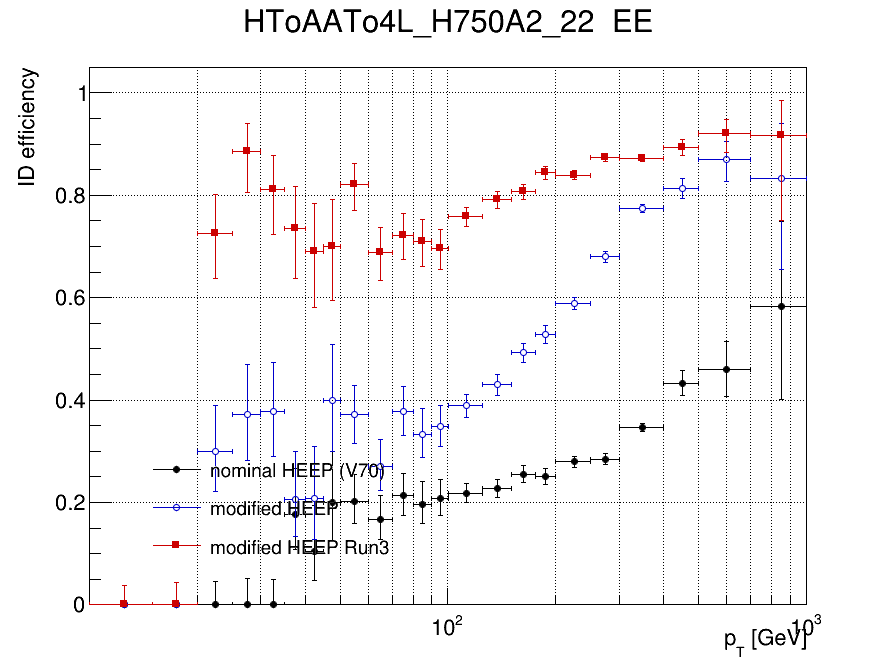 HToAATo4L_H750A2_22 EE
ID efficiency
1
0.8
0.6
0.4
0.2
0
nominal HEEP (V70)
modified HEEP
modified HEEP Run3
10²
10³
p_T [GeV]